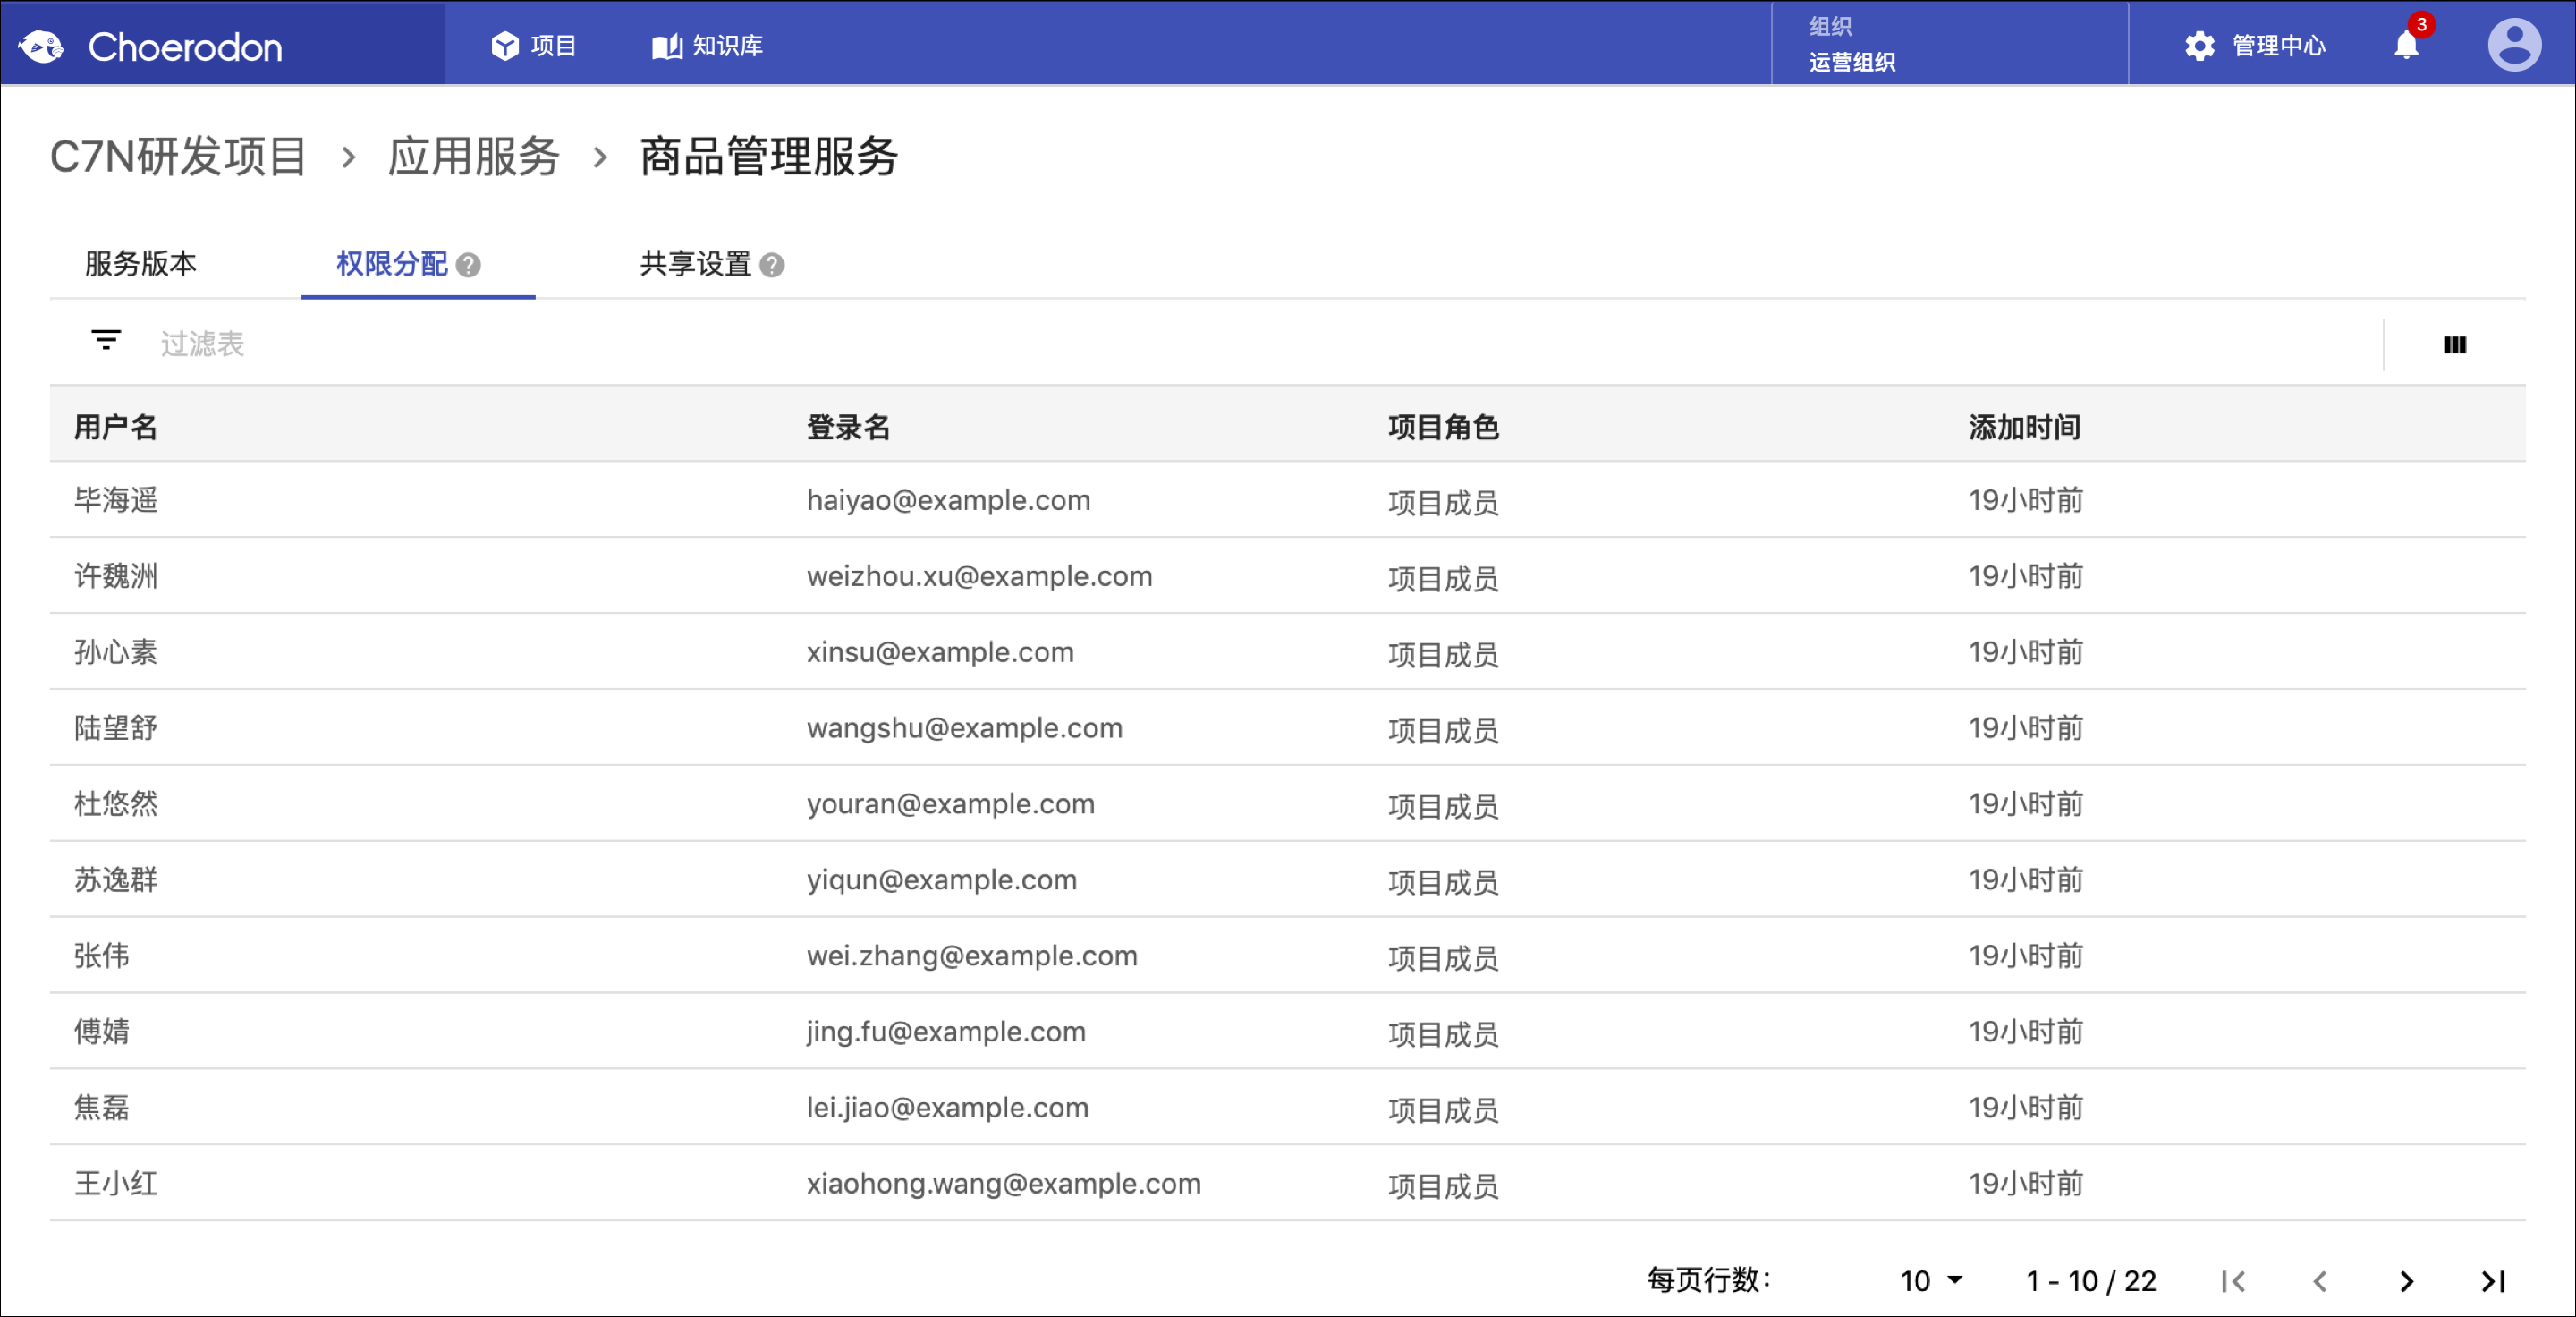 Choerodon 项目 知识库 组织 管理中心 3
运营组织
C7N研发项目 > 应用服务 > 商品管理服务
服务版本 权限分配 ? 共享设置 ?
过滤表
用户名 登录名 项目角色 添加时间
毕海遥 haiyao@example.com 项目成员 19小时前
许魏洲 weizhou.xu@example.com 项目成员 19小时前
孙心素 xinsu@example.com 项目成员 19小时前
陆望舒 wangshu@example.com 项目成员 19小时前
杜悠然 youran@example.com 项目成员 19小时前
苏逸群 yiqun@example.com 项目成员 19小时前
张伟 wei.zhang@example.com 项目成员 19小时前
傅婧 jing.fu@example.com 项目成员 19小时前
焦磊 lei.jiao@example.com 项目成员 19小时前
王小红 xiaohong.wang@example.com 项目成员 19小时前
每页行数： 10 1 - 10 / 22